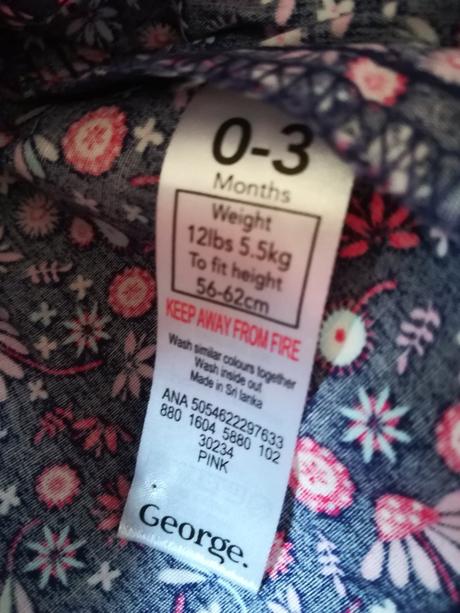 0-3
Months
Weight
12lbs 5.5kg
To fit height
56-62cm
KEEP AWAY FROM FIRE
Wash similar colours together
Wash inside out
Made in Sri lanka
ANA 5054622297633
880 1604 5880 102
30234
PINK
George.